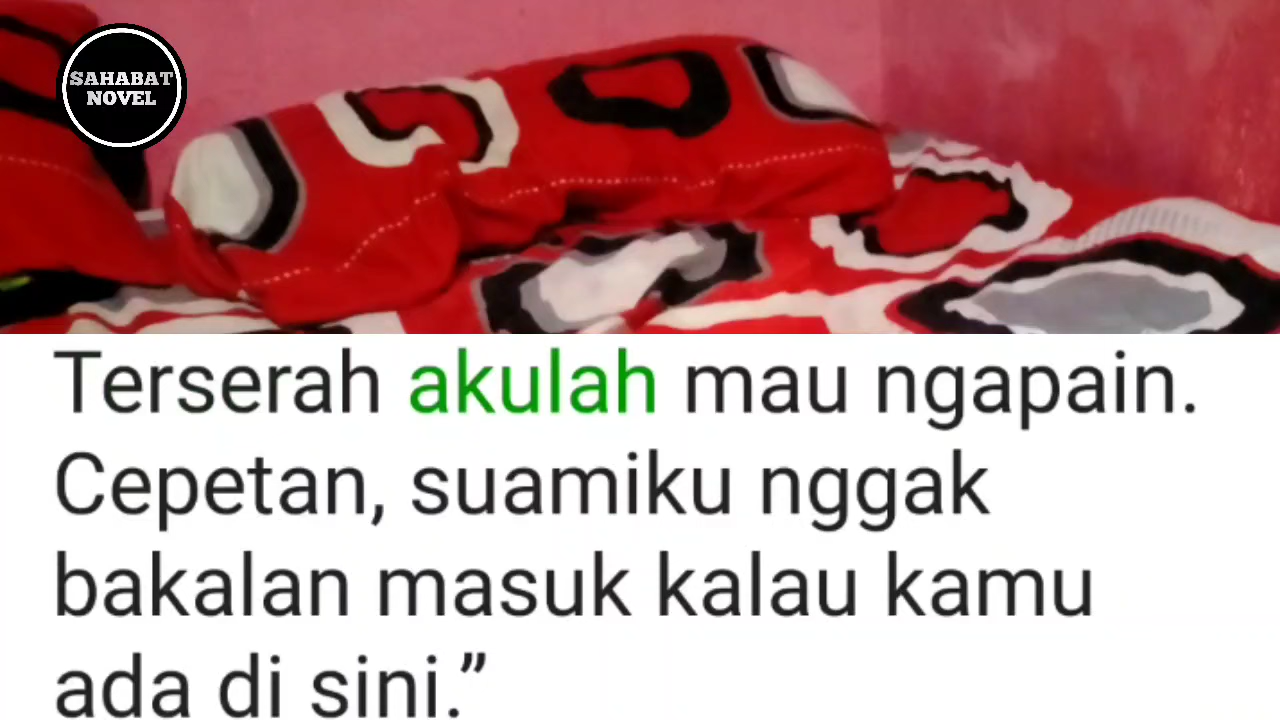 SAHABAT
NOVEL
Terserah akulah mau ngapain.
Cepetan, suamiku nggak
bakalan masuk kalau kamu
ada di sini.”